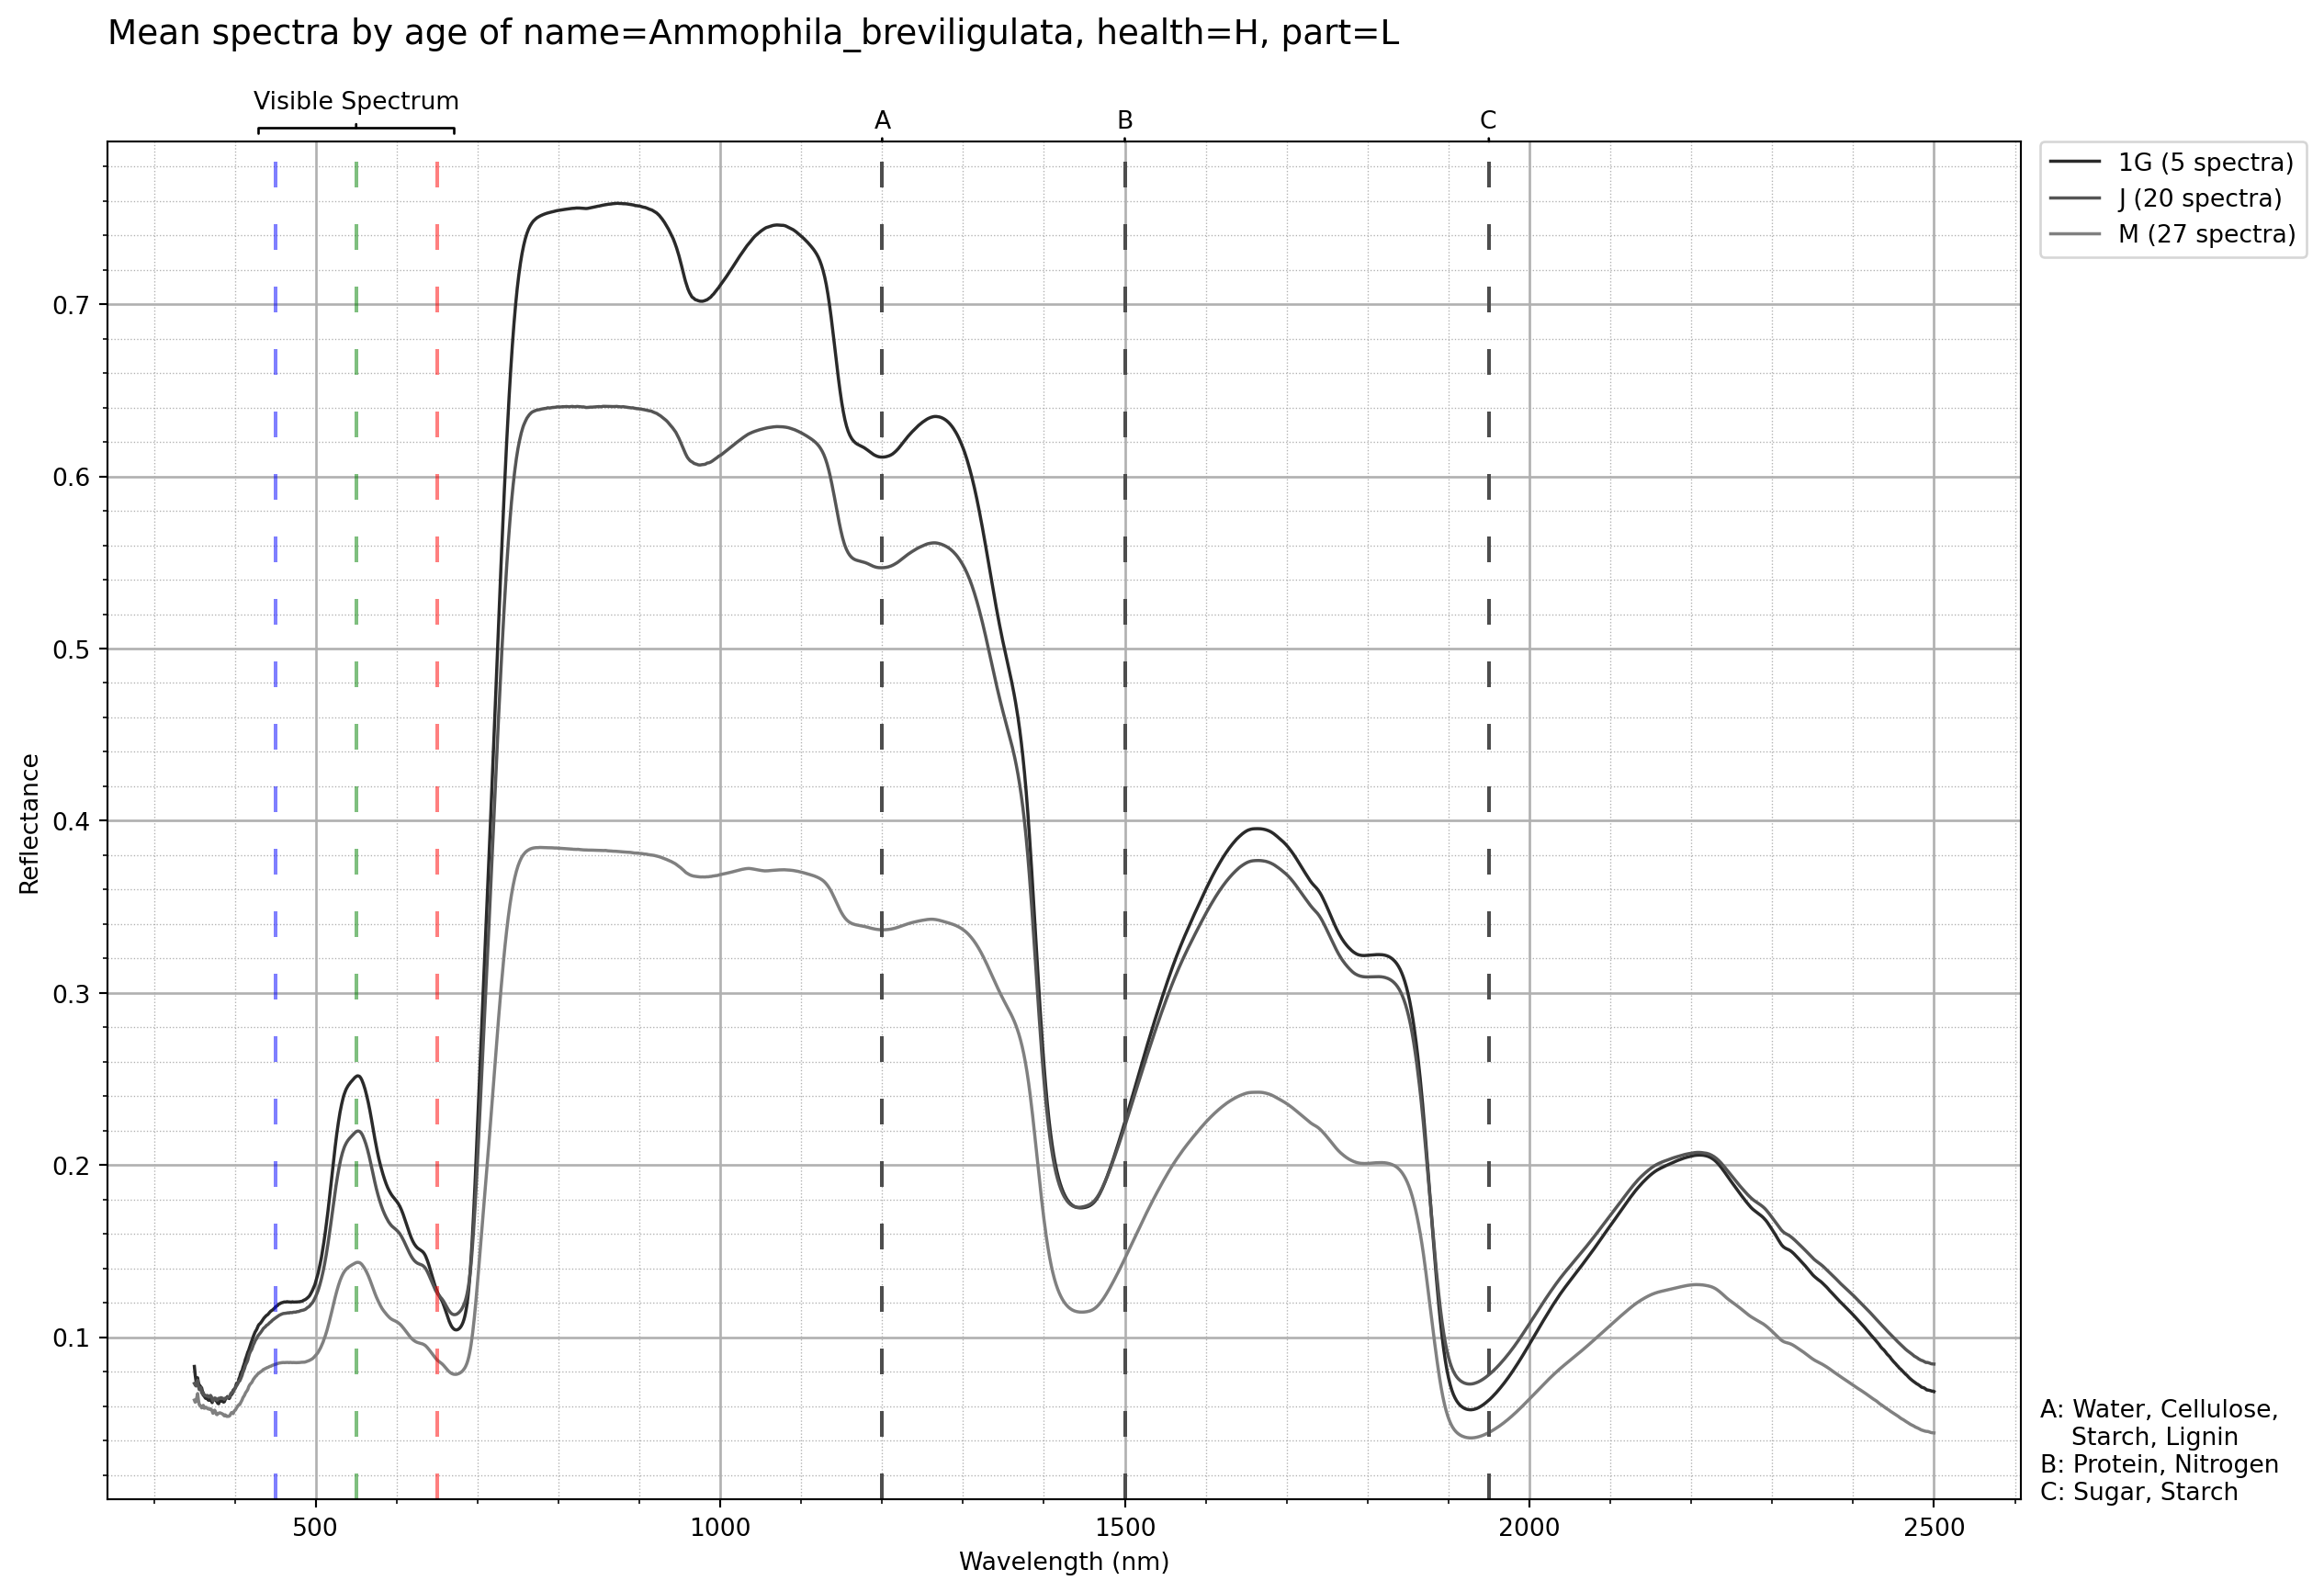 Mean spectra by age of name=Ammophila_breviligulata, health=H, part=L
Visible Spectrum
A
B
C
1G (5 spectra)
J (20 spectra)
M (27 spectra)
Reflectance
0.7
0.6
0.5
0.4
0.3
0.2
0.1
500
1000
1500
2000
2500
Wavelength (nm)
A: Water, Cellulose,
Starch, Lignin
B: Protein, Nitrogen
C: Sugar, Starch